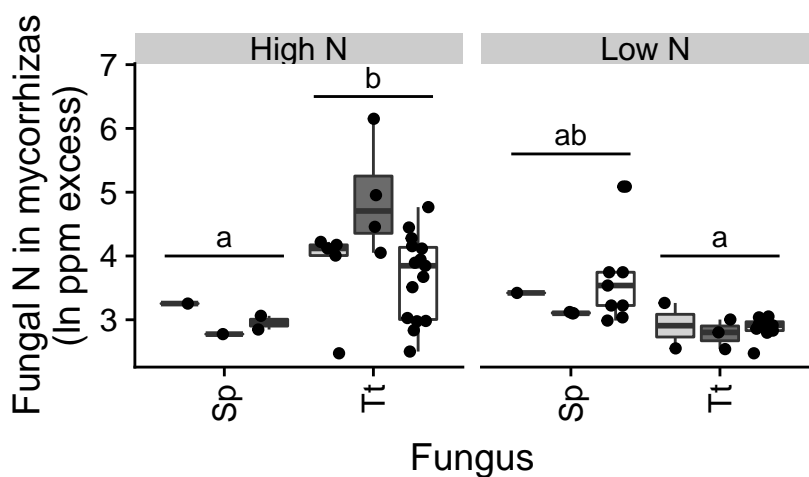 High N
Low N
Fungal N in mycorrhizas
(ln ppm excess)
7
6
5
4
3
a
b
ab
a
Sp
Tt
Sp
Tt
Fungus